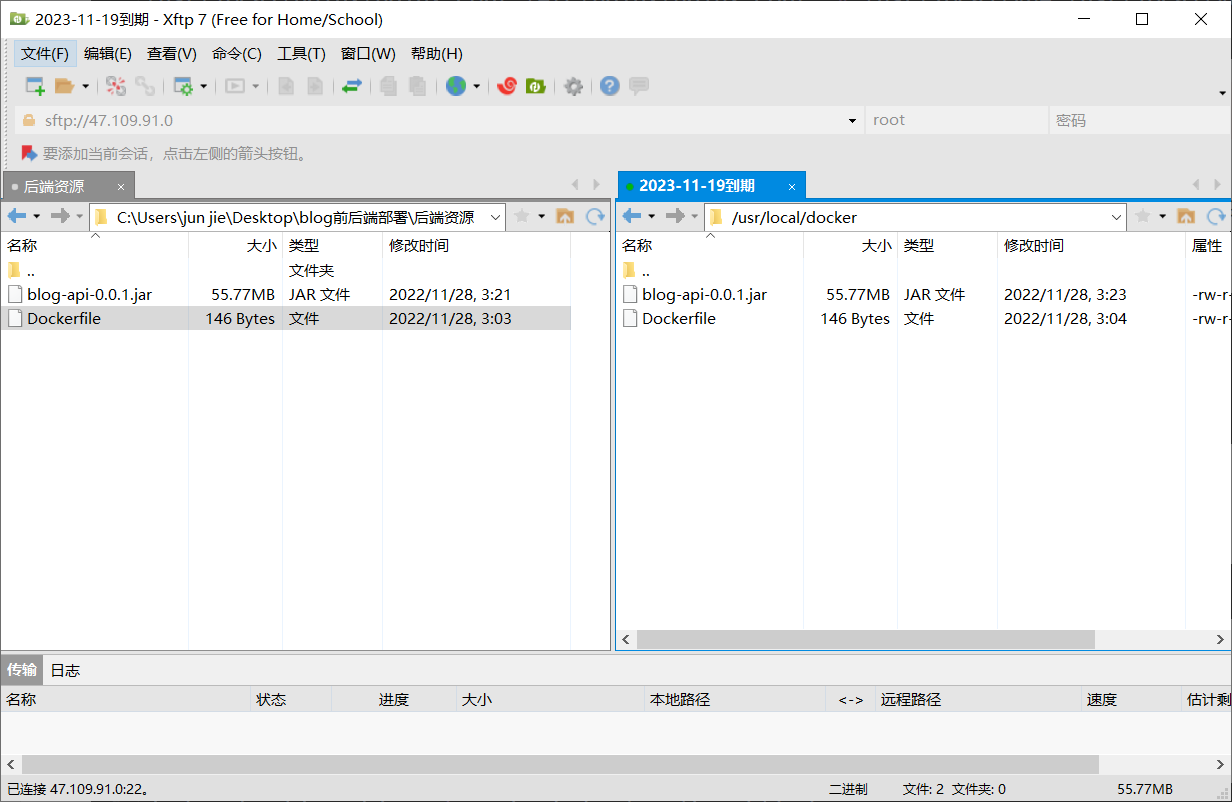 2023-11-19到期 - Xftp 7 (Free for Home/School)
文件(F) 编辑(E) 查看(V) 命令(C) 工具(T) 窗口(W) 帮助(H)
sftp://47.109.91.0 root 密码
要添加当前会话，点击左侧的箭头按钮。
后端资源 × 2023-11-19到期 ×
C:\Users\jun jie\Desktop\blog前后端部署\后端资源 /usr/local/docker
名称 大小 类型 修改时间 名称 大小 类型 修改时间 属性
.. 文件夹 ..
blog-api-0.0.1.jar 55.77MB JAR 文件 2022/11/28, 3:21 blog-api-0.0.1.jar 55.77MB JAR 文件 2022/11/28, 3:23 -rw-r-
Dockerfile 146 Bytes 文件 2022/11/28, 3:03 Dockerfile 146 Bytes 文件 2022/11/28, 3:04 -rw-r-
传输 日志
名称 状态 进度 大小 本地路径 <-> 远程路径 速度 估计剩
已连接 47.109.91.0:22。 二进制 文件: 2 文件夹: 0 55.77MB